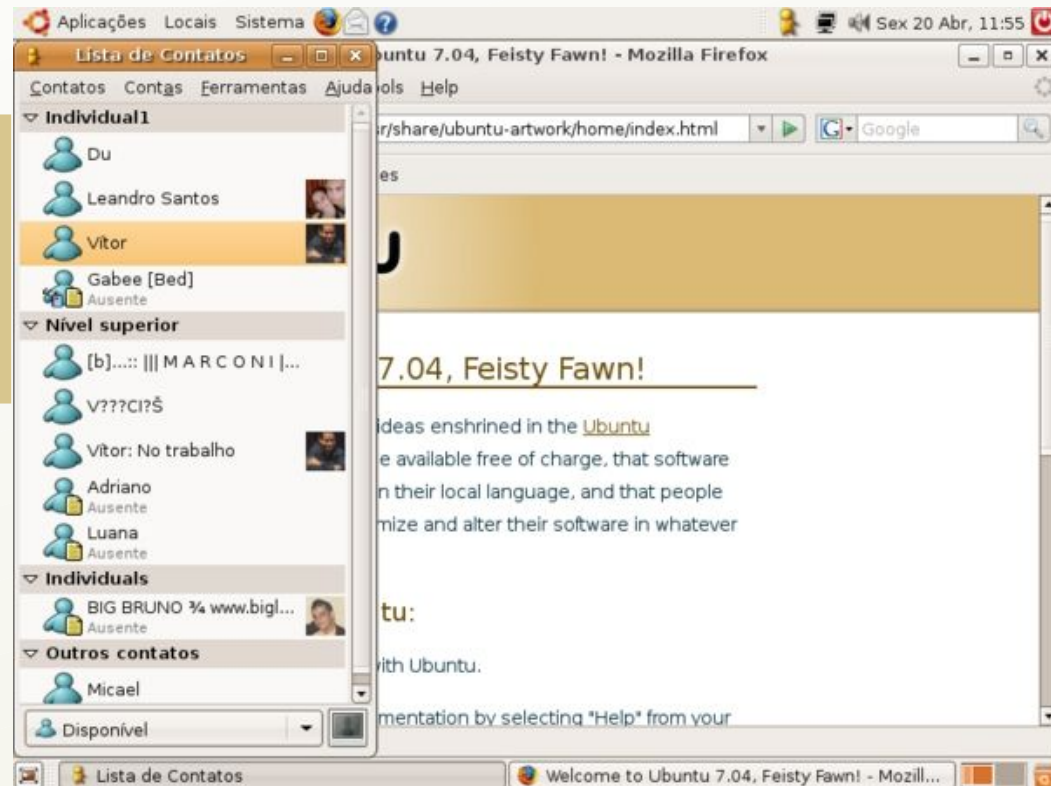 Aplicações Locais Sistema
Sex 20 Abr, 11:55
Lista de Contatos
Contatos Contas Ferramentas Ajuda
Individual1
Du
Leandro Santos
Vítor
Gabee [Bed]
Ausente
Nível superior
[b]...:: ||| M A R C O N I |...
V???CI?Š
Vítor: No trabalho
Adriano
Ausente
Luana
Ausente
Individuals
BIG BRUNO ¾ www.bigl...
Ausente
Outros contatos
Micael
Disponível
buntu 7.04, Feisty Fawn! - Mozilla Firefox
ols Help
sr/share/ubuntu-artwork/home/index.html
G Google
es
u
7.04, Feisty Fawn!
ideas enshrined in the Ubuntu
e available free of charge, that software
n their local language, and that people
mize and alter their software in whatever
tu:
with Ubuntu.
mentation by selecting "Help" from your
Lista de Contatos
Welcome to Ubuntu 7.04, Feisty Fawn! - Mozill...